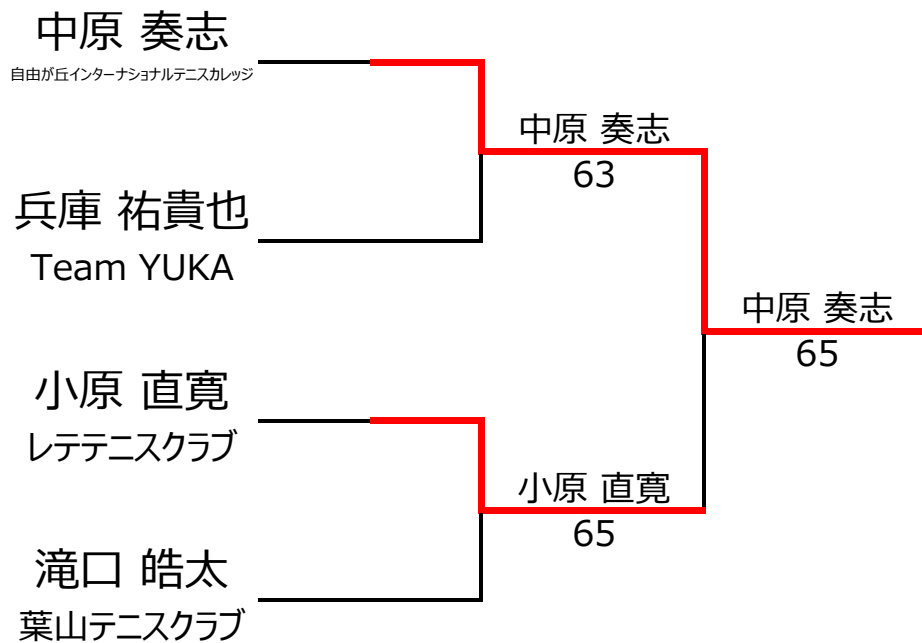 中原 奏志
自由が丘インターナショナルテニスカレッジ
中原 奏志
63
兵庫 祐貴也
Team YUKA
中原 奏志
65
小原 直寛
レテテニスクラブ
小原 直寛
65
滝口 皓太
葉山テニスクラブ